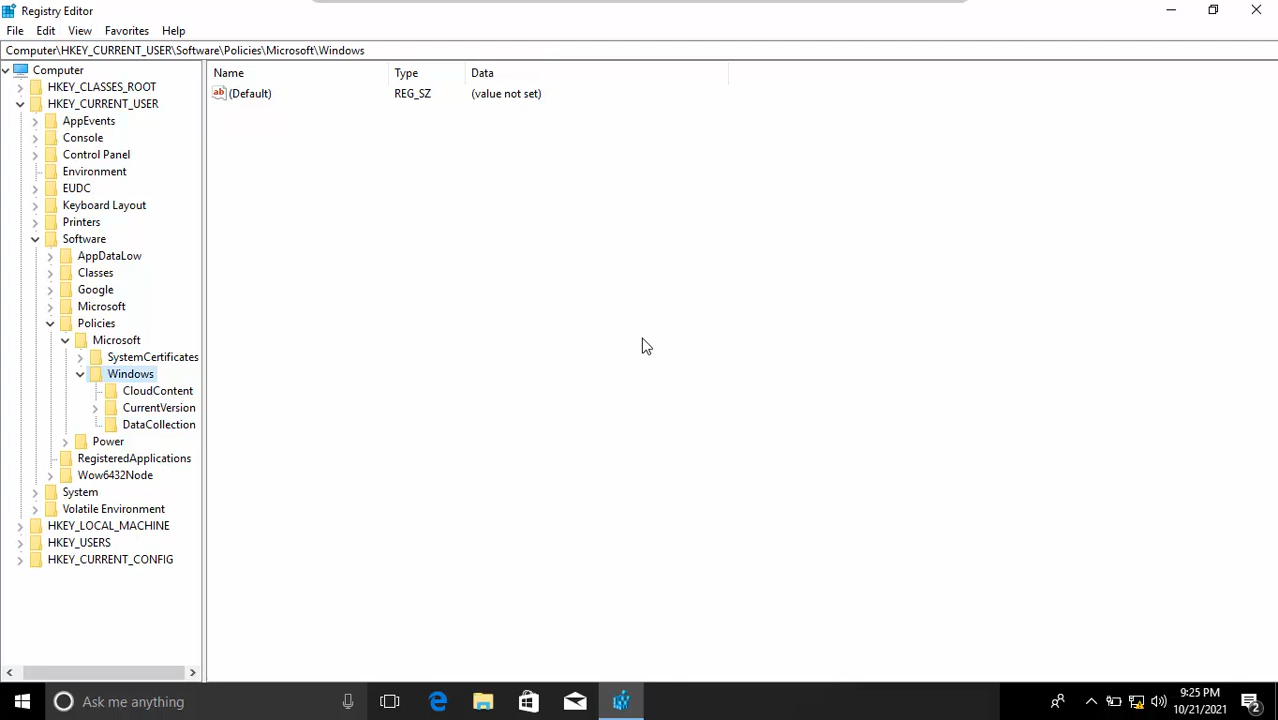 Registry Editor
File Edit View Favorites Help
Computer\HKEY_CURRENT_USER\Software\Policies\Microsoft\Windows
Computer
HKEY_CLASSES_ROOT
HKEY_CURRENT_USER
AppEvents
Console
Control Panel
Environment
EUDC
Keyboard Layout
Printers
Software
AppDataLow
Classes
Google
Microsoft
Policies
Microsoft
SystemCertificates
Windows
CloudContent
CurrentVersion
DataCollection
Power
RegisteredApplications
Wow6432Node
System
Volatile Environment
HKEY_LOCAL_MACHINE
HKEY_USERS
HKEY_CURRENT_CONFIG
Name Type Data
ab (Default) REG_SZ (value not set)
Ask me anything
9:25 PM
10/21/2021
2